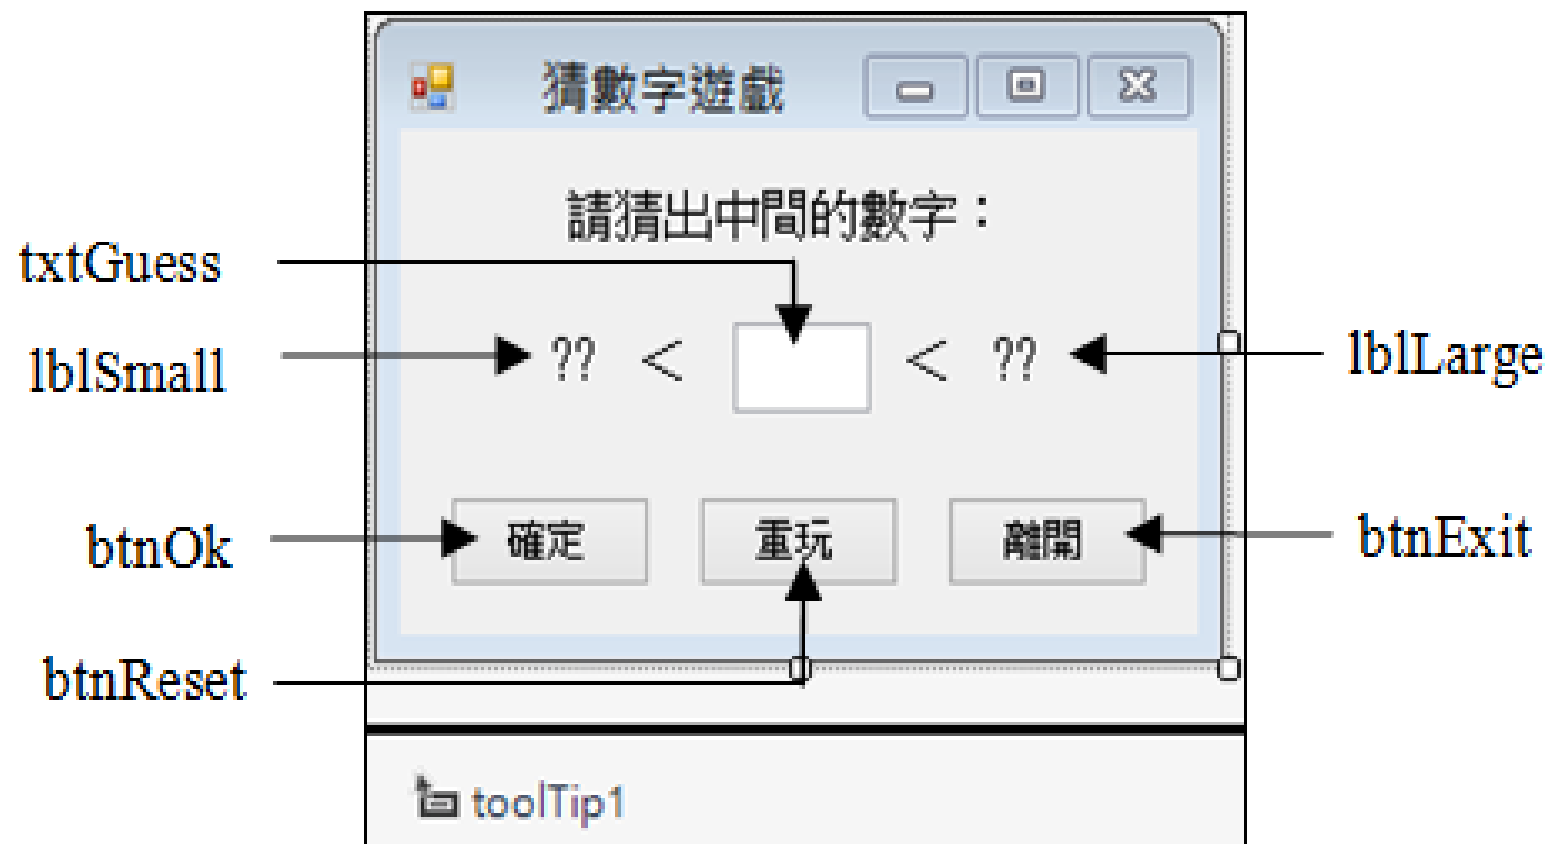 猜數字遊戲
請猜出中間的數字：
txtGuess
lblSmall
?? < < ??
lblLarge
btnOk
確定 重玩 離開
btnExit
btnReset
toolTip1